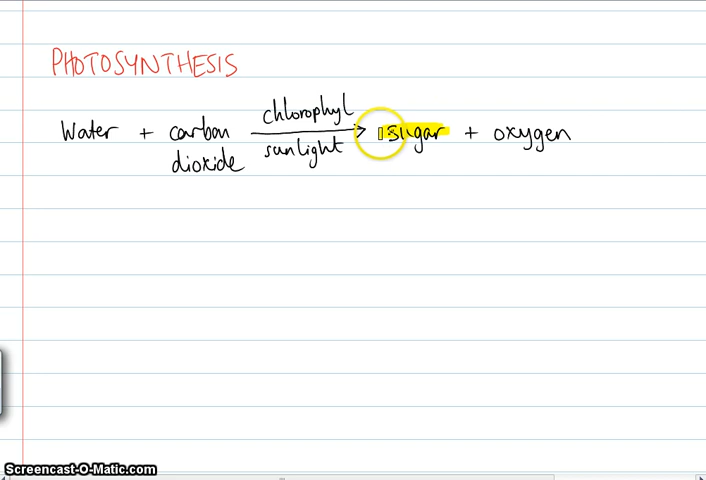 PHOTOSYNTHESIS
chlorophyl
Water + carbon → sugar + oxygen
sunlight
dioxide
Screencast-O-Matic.com